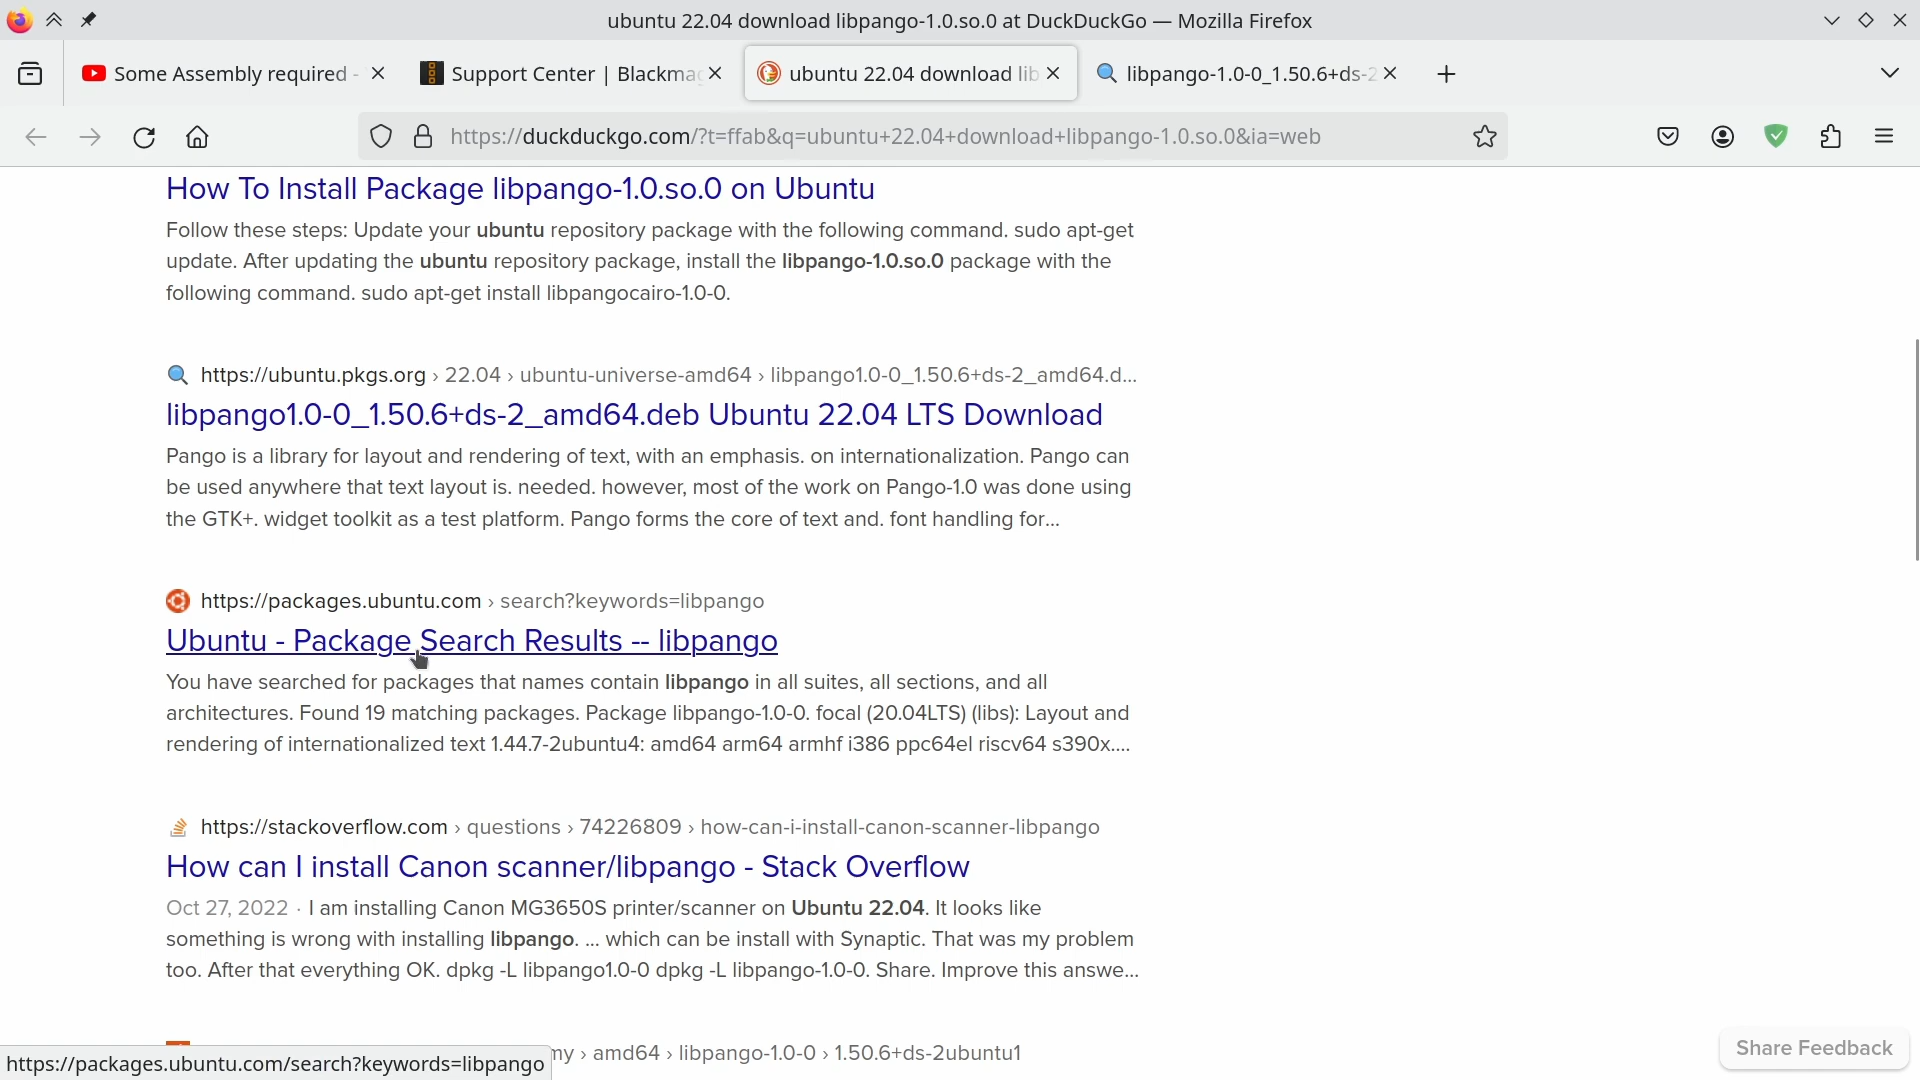 ubuntu 22.04 download libpango-1.0.so.0 at DuckDuckGo — Mozilla Firefox
Some Assembly required -
Support Center | Blackmag
ubuntu 22.04 download lib
libpango-1.0-0_1.50.6+ds-2
https://duckduckgo.com/?t=ffab&q=ubuntu+22.04+download+libpango-1.0.so.0&ia=web
How To Install Package libpango-1.0.so.0 on Ubuntu
Follow these steps: Update your ubuntu repository package with the following command. sudo apt-get
update. After updating the ubuntu repository package, install the libpango-1.0.so.0 package with the
following command. sudo apt-get install libpangocairo-1.0-0.
https://ubuntu.pkgs.org › 22.04 › ubuntu-universe-amd64 › libpango1.0-0_1.50.6+ds-2_amd64.d...
libpango1.0-0_1.50.6+ds-2_amd64.deb Ubuntu 22.04 LTS Download
Pango is a library for layout and rendering of text, with an emphasis. on internationalization. Pango can
be used anywhere that text layout is. needed. however, most of the work on Pango-1.0 was done using
the GTK+. widget toolkit as a test platform. Pango forms the core of text and. font handling for...
https://packages.ubuntu.com › search?keywords=libpango
Ubuntu - Package Search Results -- libpango
You have searched for packages that names contain libpango in all suites, all sections, and all
architectures. Found 19 matching packages. Package libpango-1.0-0. focal (20.04LTS) (libs): Layout and
rendering of internationalized text 1.44.7-2ubuntu4: amd64 arm64 armhf i386 ppc64el riscv64 s390x....
https://stackoverflow.com › questions › 74226809 › how-can-i-install-canon-scanner-libpango
How can I install Canon scanner/libpango - Stack Overflow
Oct 27, 2022 · I am installing Canon MG3650S printer/scanner on Ubuntu 22.04. It looks like
something is wrong with installing libpango. ... which can be install with Synaptic. That was my problem
too. After that everything OK. dpkg -L libpango1.0-0 dpkg -L libpango-1.0-0. Share. Improve this answe...
my › amd64 › libpango-1.0-0 › 1.50.6+ds-2ubuntu1
https://packages.ubuntu.com/search?keywords=libpango
Share Feedback